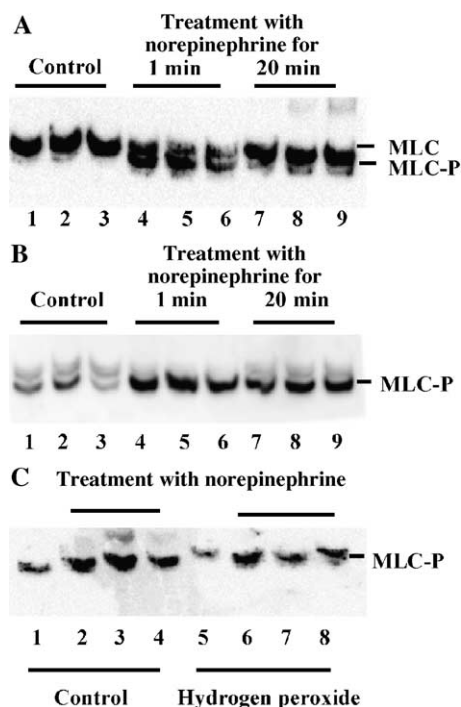 A
Treatment with
norepinephrine for
Control 1 min 20 min
MLC
MLC-P
1 2 3 4 5 6 7 8 9
B
Treatment with
norepinephrine for
Control 1 min 20 min
MLC-P
1 2 3 4 5 6 7 8 9
C
Treatment with norepinephrine
MLC-P
1 2 3 4 5 6 7 8
Control Hydrogen peroxide